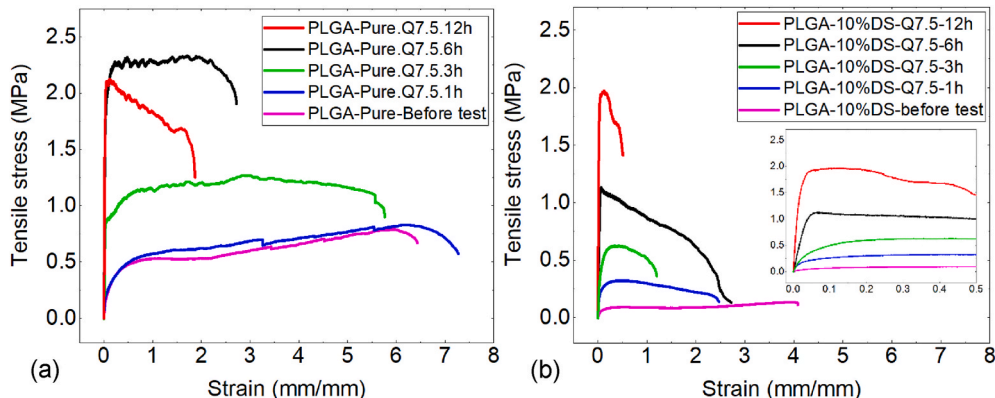 PLGA-Pure.Q7.5.12h
PLGA-Pure.Q7.5.6h
PLGA-Pure.Q7.5.3h
PLGA-Pure.Q7.5.1h
PLGA-Pure-Before test
Tensile stress (MPa)
2.5
2.0
1.5
1.0
0.5
0.0
0 1 2 3 4 5 6 7 8
Strain (mm/mm)
(a)
PLGA-10%DS-Q7.5-12h
PLGA-10%DS-Q7.5-6h
PLGA-10%DS-Q7.5-3h
PLGA-10%DS-Q7.5-1h
PLGA-10%DS-before test
Tensile stress (MPa)
2.5
2.0
1.5
1.0
0.5
0.0
2.5
2.0
1.5
1.0
0.5
0.0
0.0 0.1 0.2 0.3 0.4 0.5
0 1 2 3 4 5 6 7 8
Strain (mm/mm)
(b)